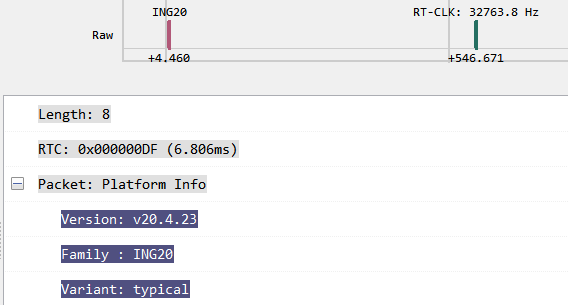 ING20 RT-CLK: 32763.8 Hz
Raw
+4.460 +546.671
Length: 8
RTC: 0x000000DF (6.806ms)
Packet: Platform Info
Version: v20.4.23
Family : ING20
Variant: typical